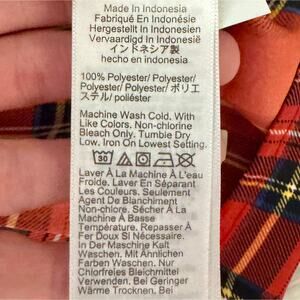 Made In Indonesia
Fabriqué En Indonésie
Hergestellt In Indonesien
Vervaardigd In Indonesië
インドネシア製
hecho en Indonesia
100% Polyester/ Polyester/
Polyester/ Polyester/ ポリエ
ステル/ poliéster
Machine Wash Cold, With
Like Colors. Non-chlorine
Bleach Only. Tumble Dry
Low. Iron On Lowest Setting.
30
Laver À La Machine À L'eau
Froide. Laver En Séparant
Les Couleurs. Seulement
Agent De Blanchiment
Non-chlore. Sécher À La
Machine À Basse
Température. Repasser À
Fer Doux Si Nécessaire.
In Der Maschine Kalt
Waschen. Mit Ähnlichen
Farben Waschen. Nur
Chlorfreies Bleichmittel
Verwenden. Bei Geringer
Wärme Trocknen. Bei